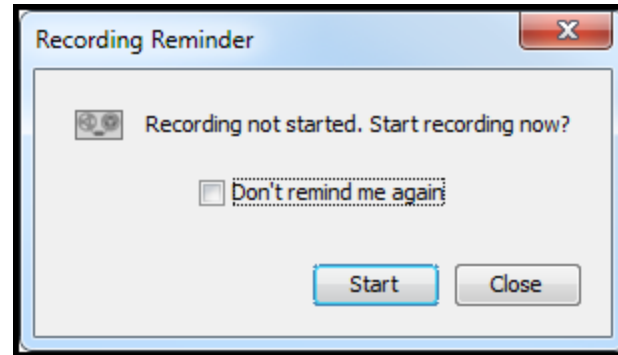 Recording Reminder
Recording not started. Start recording now?
Don't remind me again
Start Close